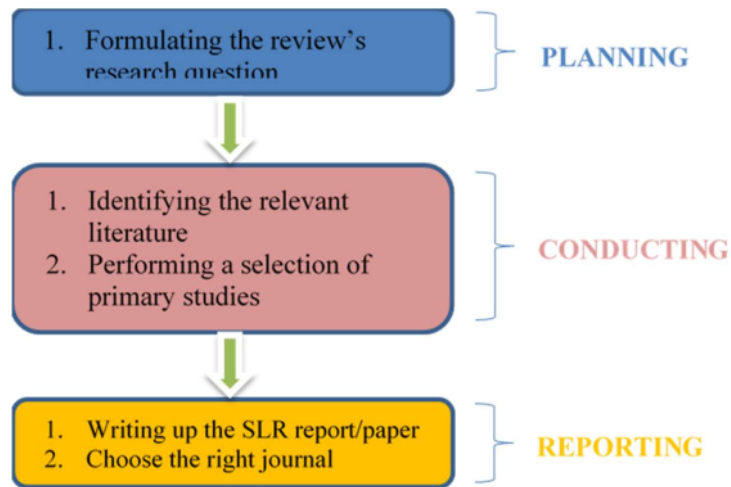 1. Formulating the review's
research question
PLANNING
1. Identifying the relevant
literature
2. Performing a selection of
primary studies
CONDUCTING
1. Writing up the SLR report/paper
2. Choose the right journal
REPORTING